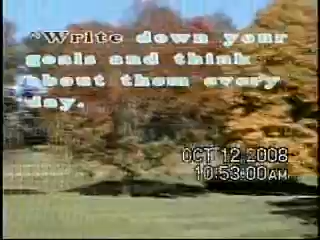 "Write down your
goals and think
about them every
day.
OCT 12 2008
10:53:00AM